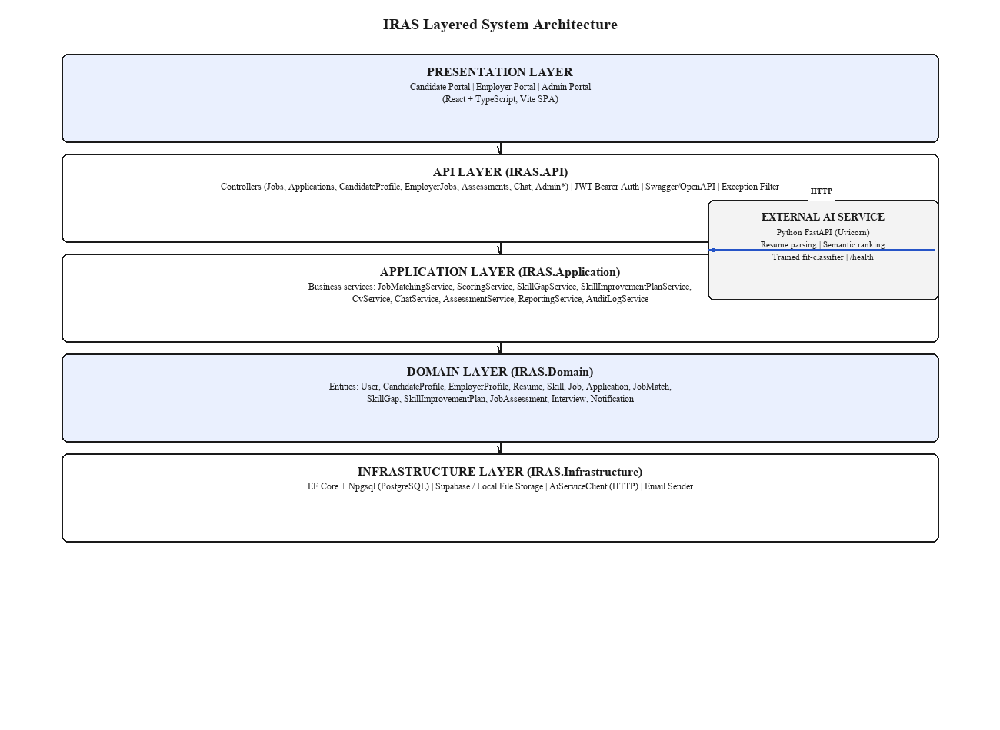 IRAS Layered System Architecture
PRESENTATION LAYER
Candidate Portal | Employer Portal | Admin Portal
(React + TypeScript, Vite SPA)
API LAYER (IRAS.API)
Controllers (Jobs, Applications, CandidateProfile, EmployerJobs, Assessments, Chat, Admin*) | JWT Bearer Auth | Swagger/OpenAPI | Exception Filter
HTTP
EXTERNAL AI SERVICE
Python FastAPI (Uvicorn)
Resume parsing | Semantic ranking
Trained fit-classifier | /health
APPLICATION LAYER (IRAS.Application)
Business services: JobMatchingService, ScoringService, SkillGapService, SkillImprovementPlanService,
CvService, ChatService, AssessmentService, ReportingService, AuditLogService
DOMAIN LAYER (IRAS.Domain)
Entities: User, CandidateProfile, EmployerProfile, Resume, Skill, Job, Application, JobMatch,
SkillGap, SkillImprovementPlan, JobAssessment, Interview, Notification
INFRASTRUCTURE LAYER (IRAS.Infrastructure)
EF Core + Npgsql (PostgreSQL) | Supabase / Local File Storage | AiServiceClient (HTTP) | Email Sender